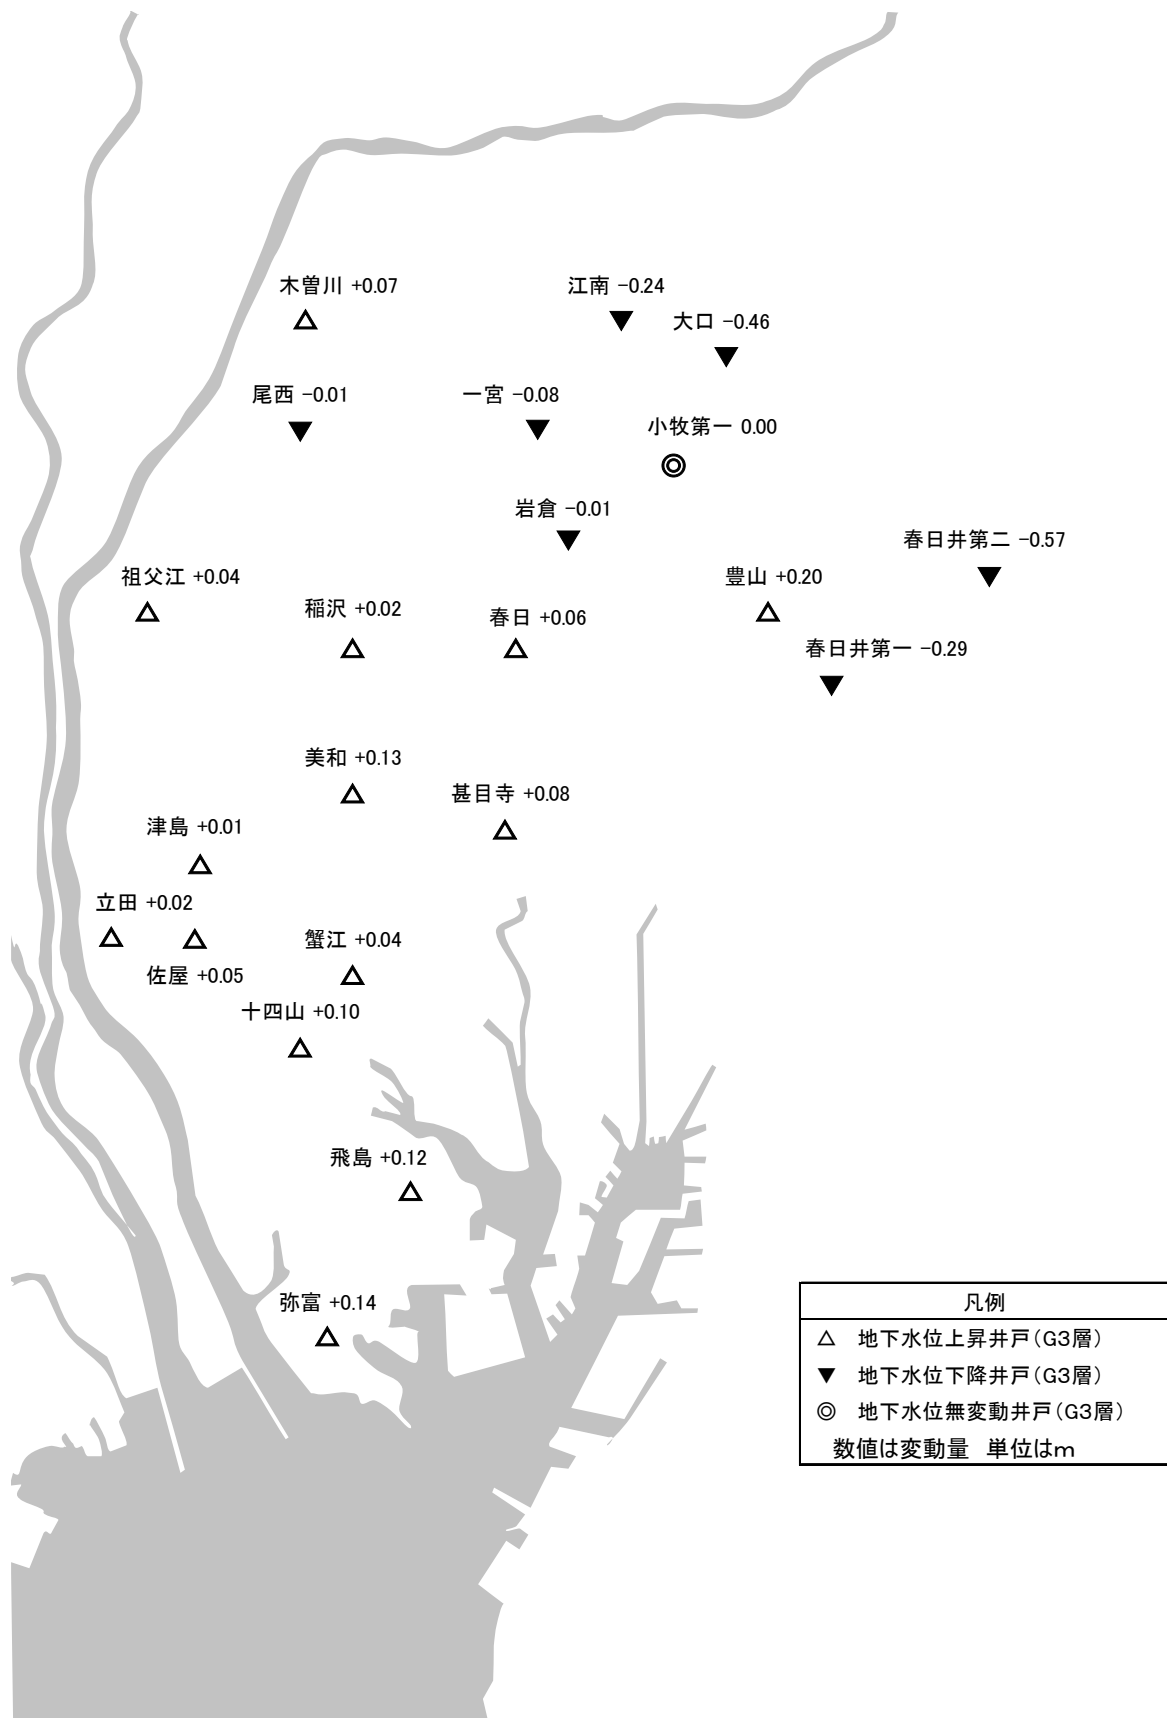 木曽川 +0.07
江南 −0.24
大口 −0.46
尾西 −0.01
一宮 −0.08
小牧第一 0.00
岩倉 −0.01
春日井第二 −0.57
祖父江 +0.04
豊山 +0.20
稲沢 +0.02
春日 +0.06
春日井第一 −0.29
美和 +0.13
甚目寺 +0.08
津島 +0.01
立田 +0.02
蟹江 +0.04
佐屋 +0.05
十四山 +0.10
飛島 +0.12
弥富 +0.14
凡例
△ 地下水位上昇井戸（G3層）
▼ 地下水位下降井戸（G3層）
◎ 地下水位無変動井戸（G3層）
数値は変動量 単位はm